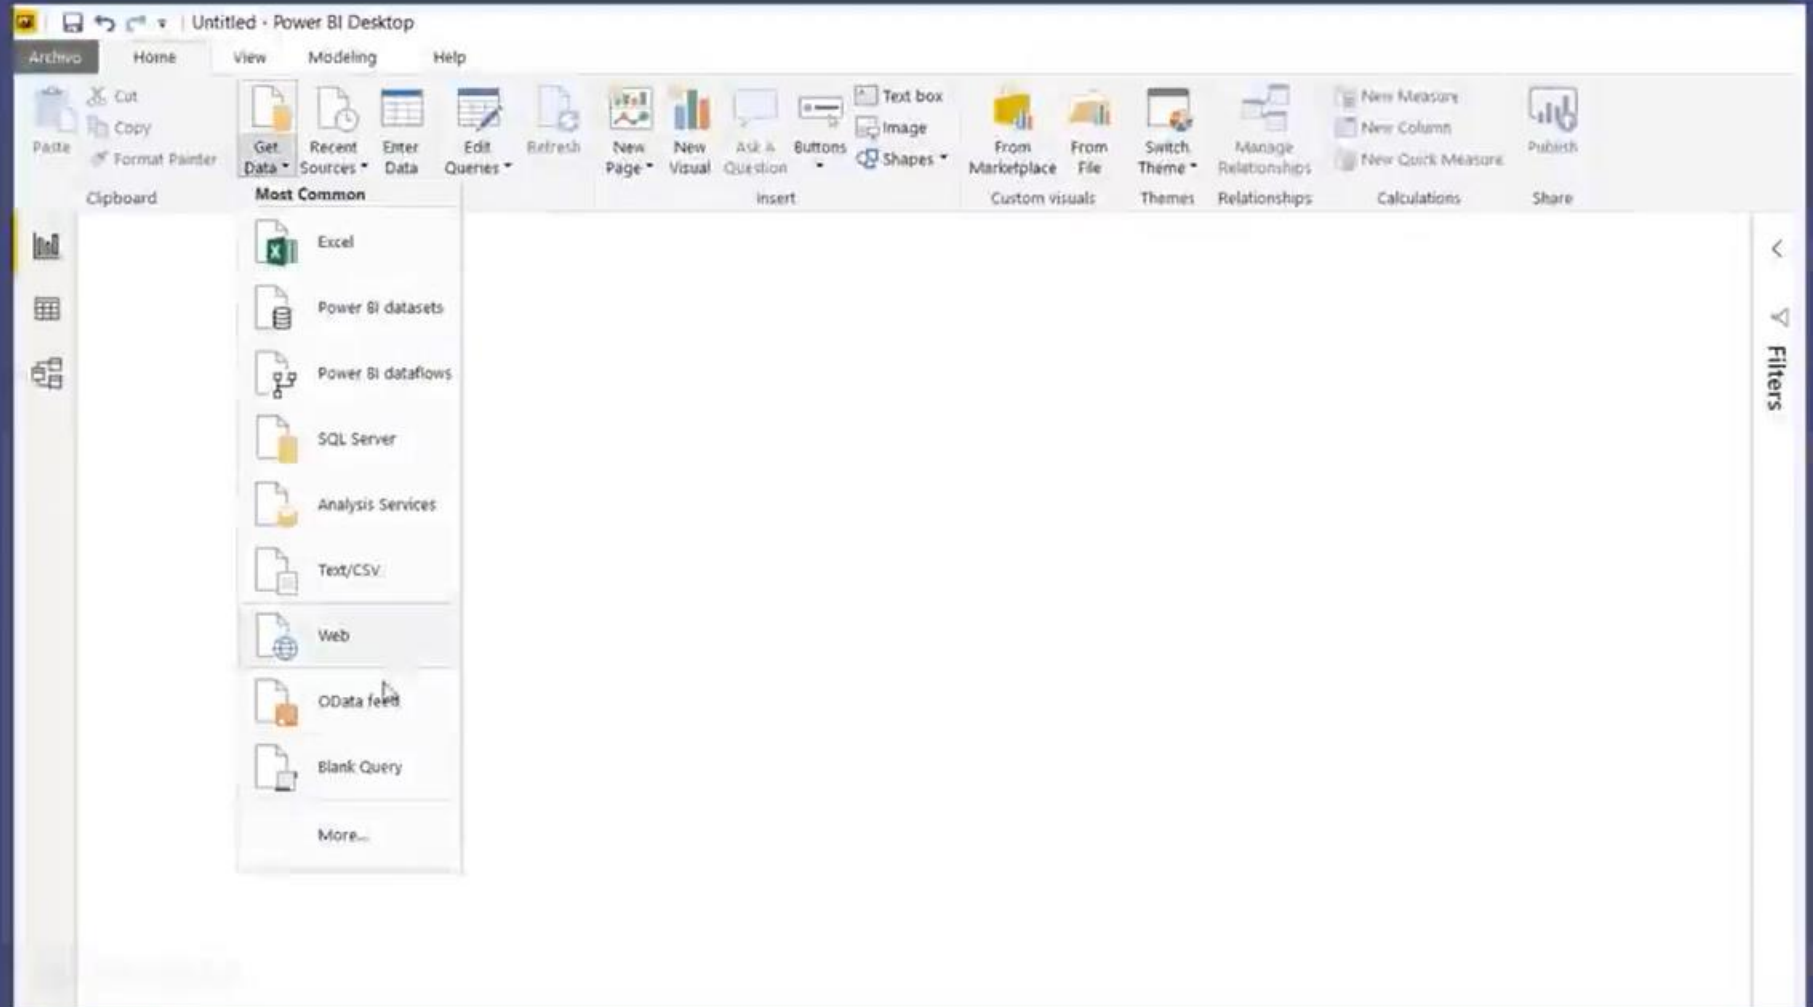 Untitled - Power BI Desktop
Archivo Home View Modeling Help
Paste
Cut
Copy
Format Painter
Clipboard
Get Data
Recent Sources
Enter Data
Edit Queries
Refresh
New Page
New Visual
Ask A Question
Buttons
Text box
Image
Shapes
Insert
From Marketplace
From File
Custom visuals
Switch Theme
Themes
Manage Relationships
Relationships
New Measure
New Column
New Quick Measure
Calculations
Publish
Share
Most Common
Excel
Power BI datasets
Power BI dataflows
SQL Server
Analysis Services
Text/CSV
Web
OData feed
Blank Query
More...
Filters